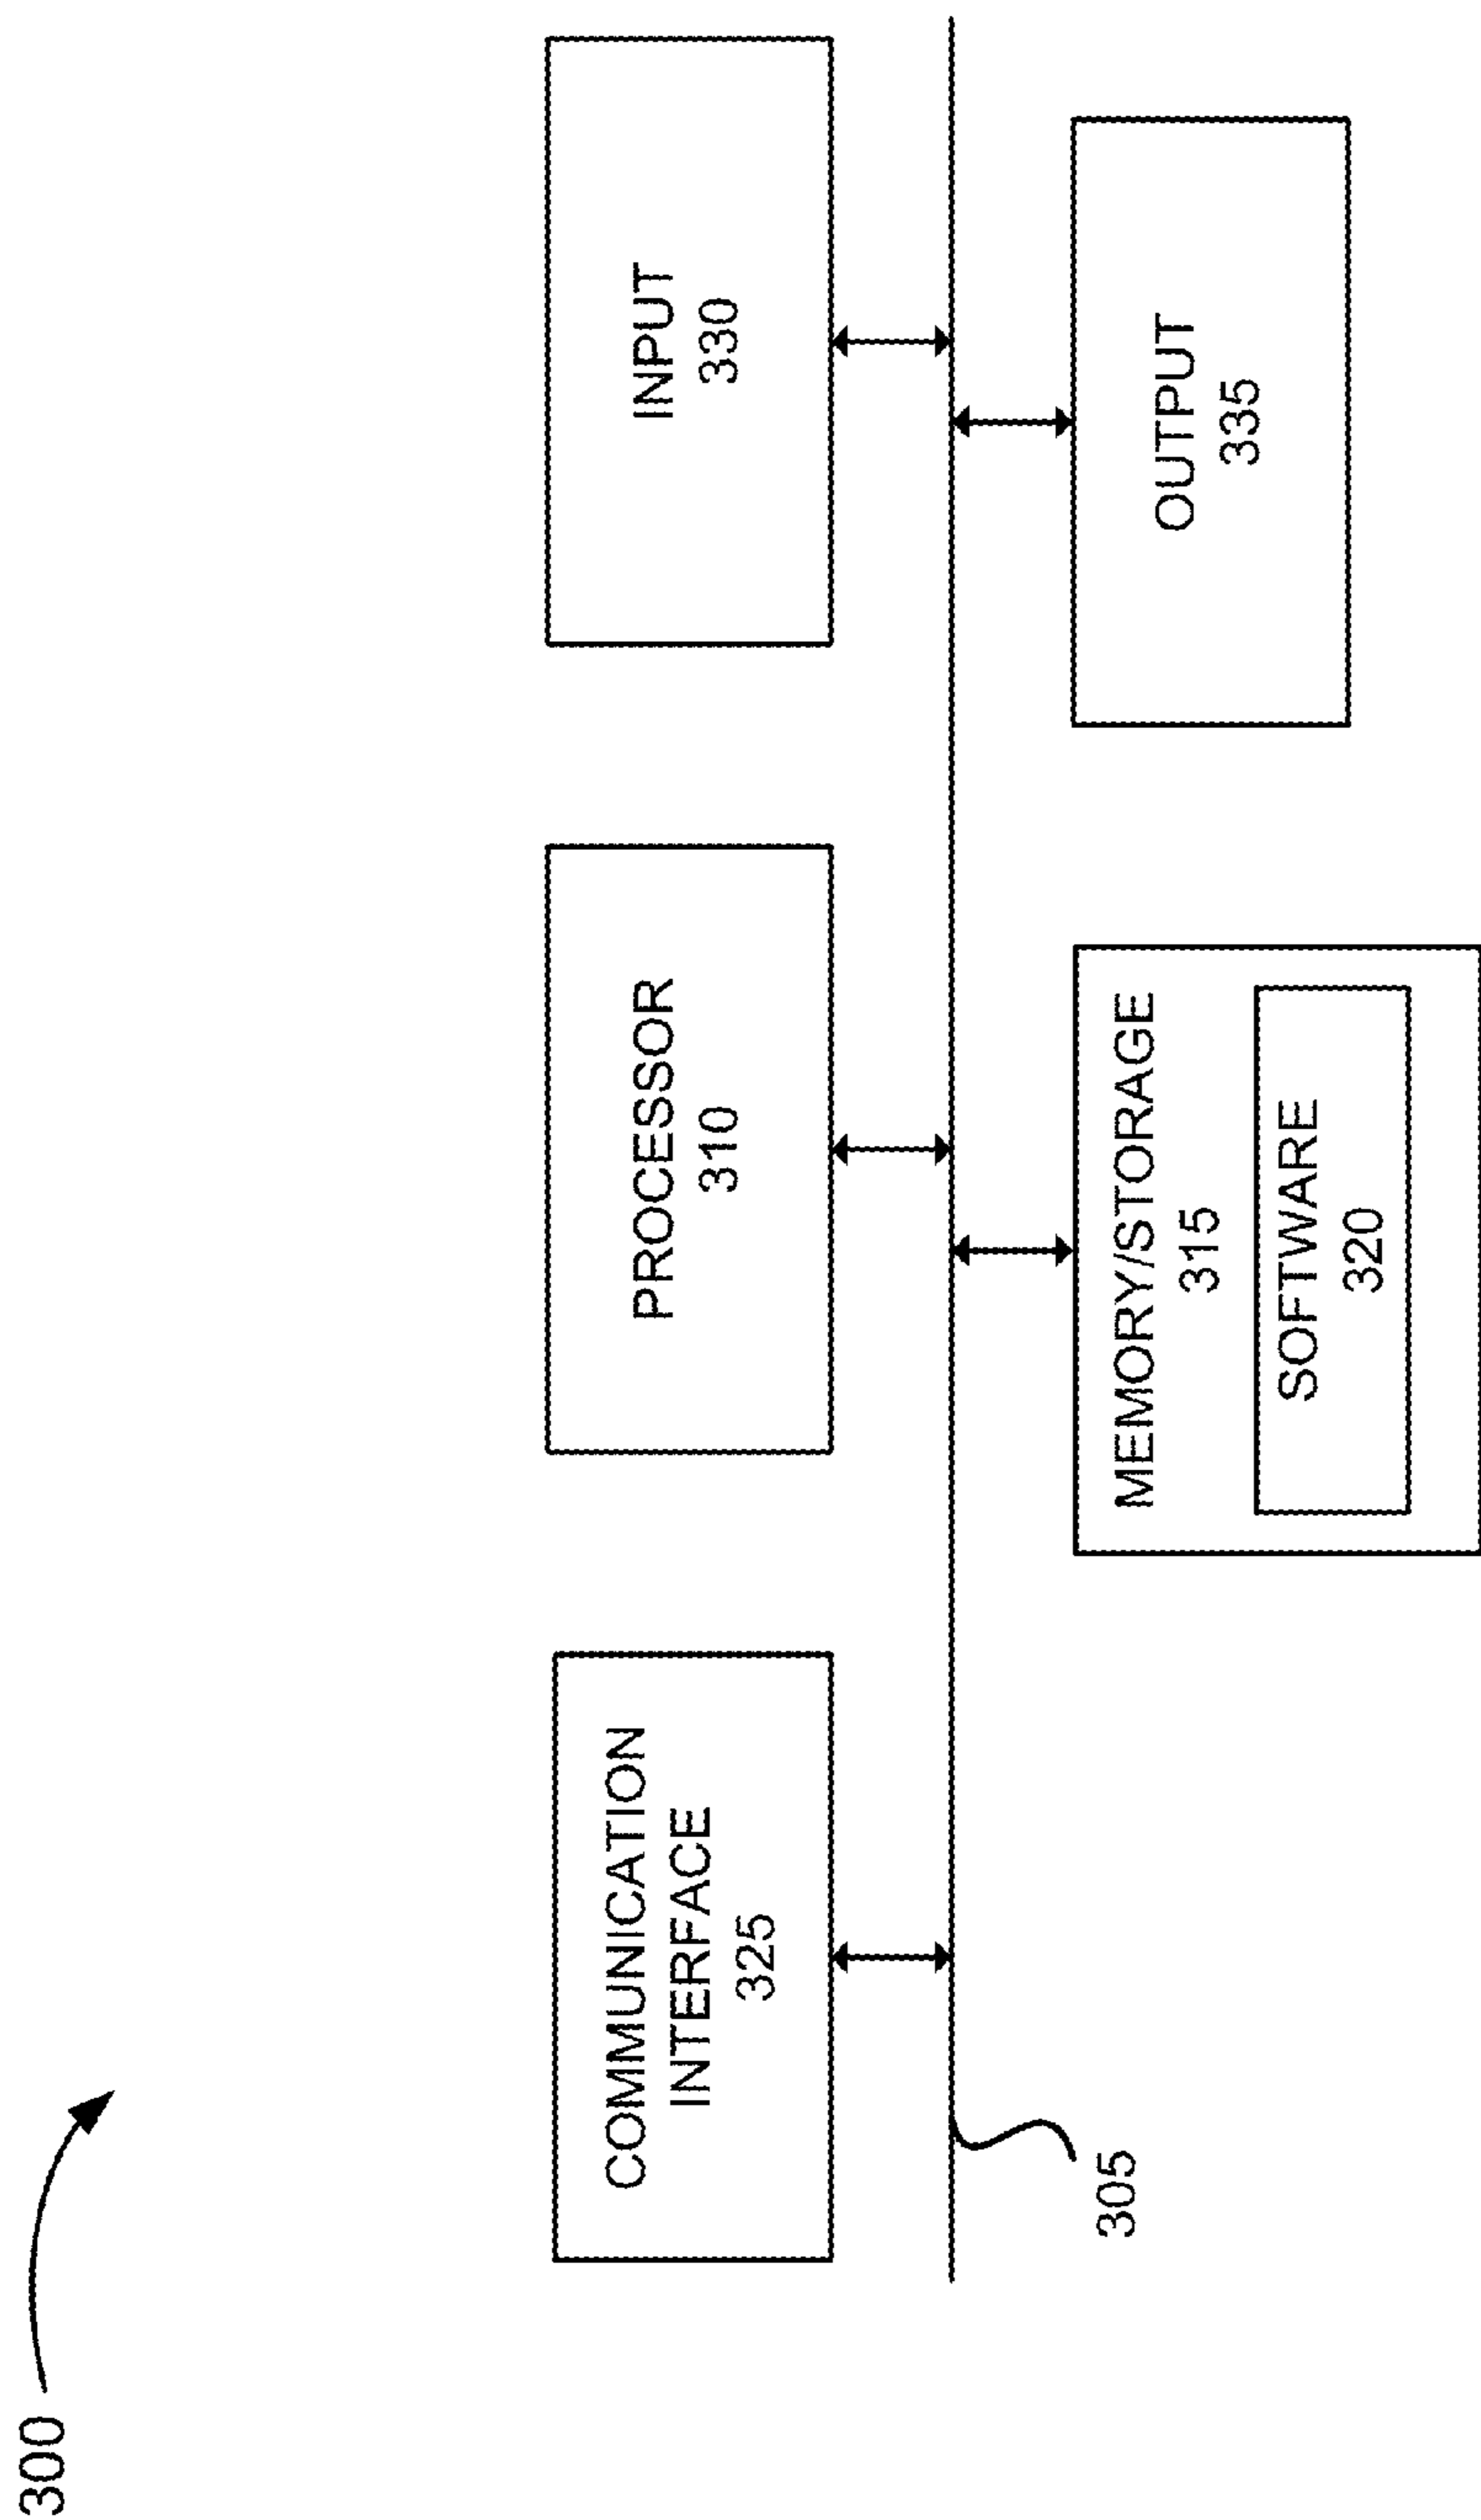 300
COMMUNICATION
INTERFACE
325
PROCESSOR
310
INPUT
330
305
MEMORY/STORAGE
315
SOFTWARE
320
OUTPUT
335